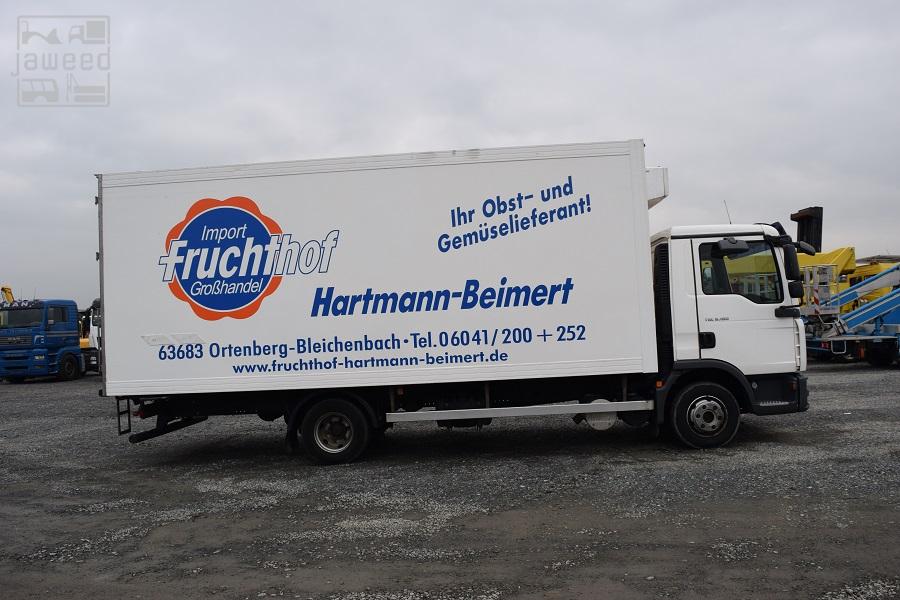 jaweed
Import
Fruchthof
Großhandel
Ihr Obst- und
Gemüselieferant!
Hartmann-Beimert
63683 Ortenberg-Bleichenbach • Tel. 06041/200 + 252
www.fruchthof-hartmann-beimert.de